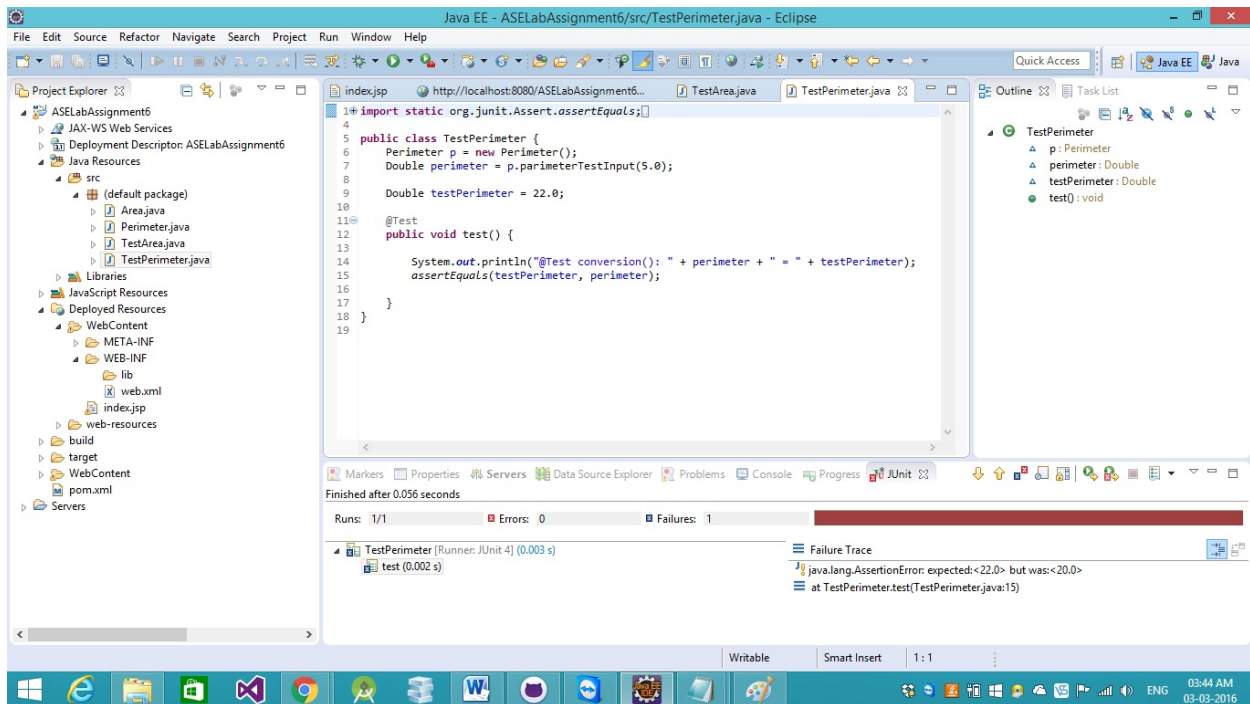 Java EE - ASELabAssignment6/src/TestPerimeter.java - Eclipse
File Edit Source Refactor Navigate Search Project Run Window Help
Quick Access
Java EE
Java
Project Explorer
ASELabAssignment6
JAX-WS Web Services
Deployment Descriptor: ASELabAssignment6
Java Resources
src
(default package)
Area.java
Perimeter.java
TestArea.java
TestPerimeter.java
Libraries
JavaScript Resources
Deployed Resources
WebContent
META-INF
WEB-INF
lib
web.xml
index.jsp
web-resources
build
target
WebContent
pom.xml
Servers
index.jsp
http://localhost:8080/ASELabAssignment6...
TestArea.java
TestPerimeter.java
1 import static org.junit.Assert.assertEquals;
4
5 public class TestPerimeter {
6 Perimeter p = new Perimeter();
7 Double perimeter = p.parimeterTestInput(5.0);
8
9 Double testPerimeter = 22.0;
10
11 @Test
12 public void test() {
13
14 System.out.println("@Test conversion(): " + perimeter + " = " + testPerimeter);
15 assertEquals(testPerimeter, perimeter);
16
17 }
18 }
19
Outline
Task List
TestPerimeter
p : Perimeter
perimeter : Double
testPerimeter : Double
test() : void
Markers Properties Servers Data Source Explorer Problems Console Progress JUnit
Finished after 0.056 seconds
Runs: 1/1 Errors: 0 Failures: 1
TestPerimeter [Runner: JUnit 4] (0.003 s)
test (0.002 s)
Failure Trace
java.lang.AssertionError: expected:<22.0> but was:<20.0>
at TestPerimeter.test(TestPerimeter.java:15)
Writable Smart Insert 1 : 1
ENG
03:44 AM
03-03-2016